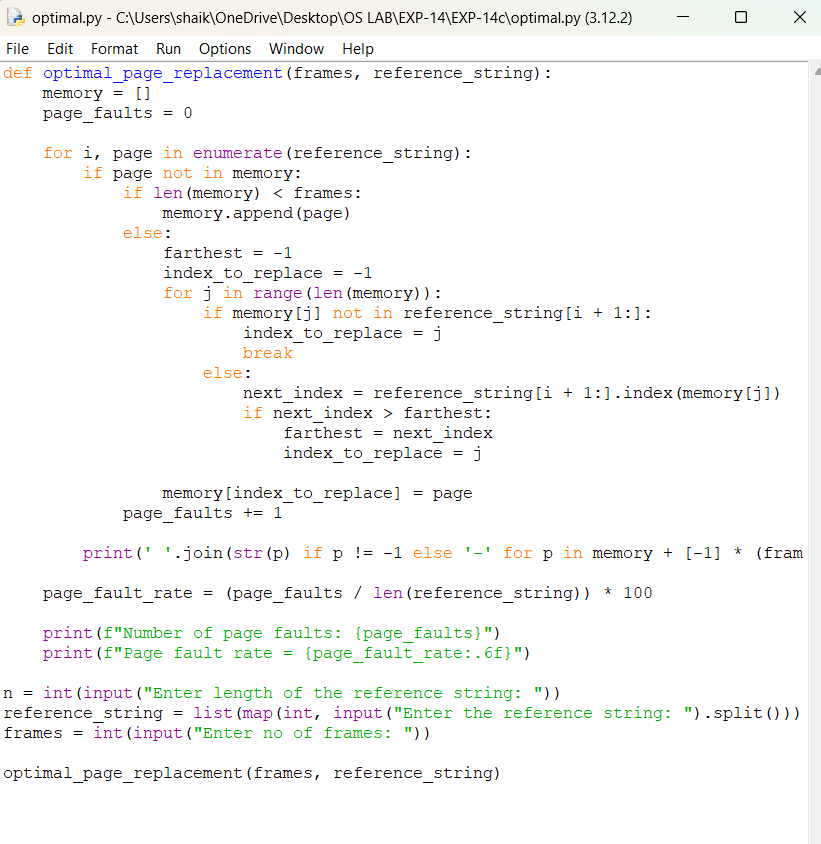 optimal.py - C:\Users\shaik\OneDrive\Desktop\OS LAB\EXP-14\EXP-14c\optimal.py (3.12.2)
File Edit Format Run Options Window Help
def optimal_page_replacement(frames, reference_string):
    memory = []
    page_faults = 0

    for i, page in enumerate(reference_string):
        if page not in memory:
            if len(memory) < frames:
                memory.append(page)
            else:
                farthest = -1
                index_to_replace = -1
                for j in range(len(memory)):
                    if memory[j] not in reference_string[i + 1:]:
                        index_to_replace = j
                        break
                    else:
                        next_index = reference_string[i + 1:].index(memory[j])
                        if next_index > farthest:
                            farthest = next_index
                            index_to_replace = j

                memory[index_to_replace] = page
            page_faults += 1

        print(' '.join(str(p) if p != -1 else '-' for p in memory + [-1] * (fram

    page_fault_rate = (page_faults / len(reference_string)) * 100

    print(f"Number of page faults: {page_faults}")
    print(f"Page fault rate = {page_fault_rate:.6f}")

n = int(input("Enter length of the reference string: "))
reference_string = list(map(int, input("Enter the reference string: ").split()))
frames = int(input("Enter no of frames: "))

optimal_page_replacement(frames, reference_string)